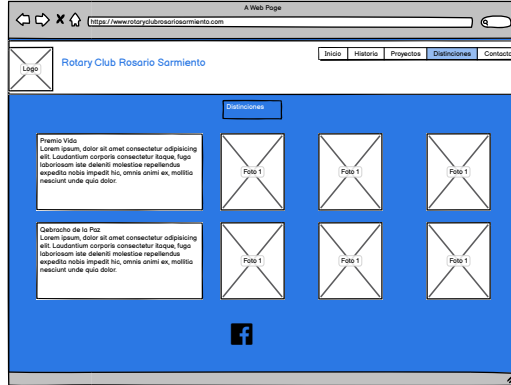 A Web Page
https://www.rotaryclubrosariosarmiento.com
Logo
Rotary Club Rosario Sarmiento
Inicio Historia Proyectos Distinciones Contacto
Distinciones
Premio Vida
Lorem ipsum, dolor sit amet consectetur adipisicing
elit. Laudantium corporis consectetur itaque, fuga
laboriosam iste deleniti molestiae repellendus
expedita nobis impedit hic, omnis animi ex, mollitia
nesciunt unde quia dolor.
Foto 1 Foto 1 Foto 1
Qebracho de la Paz
Lorem ipsum, dolor sit amet consectetur adipisicing
elit. Laudantium corporis consectetur itaque, fuga
laboriosam iste deleniti molestiae repellendus
expedita nobis impedit hic, omnis animi ex, mollitia
nesciunt unde quia dolor.
Foto 1 Foto 1 Foto 1